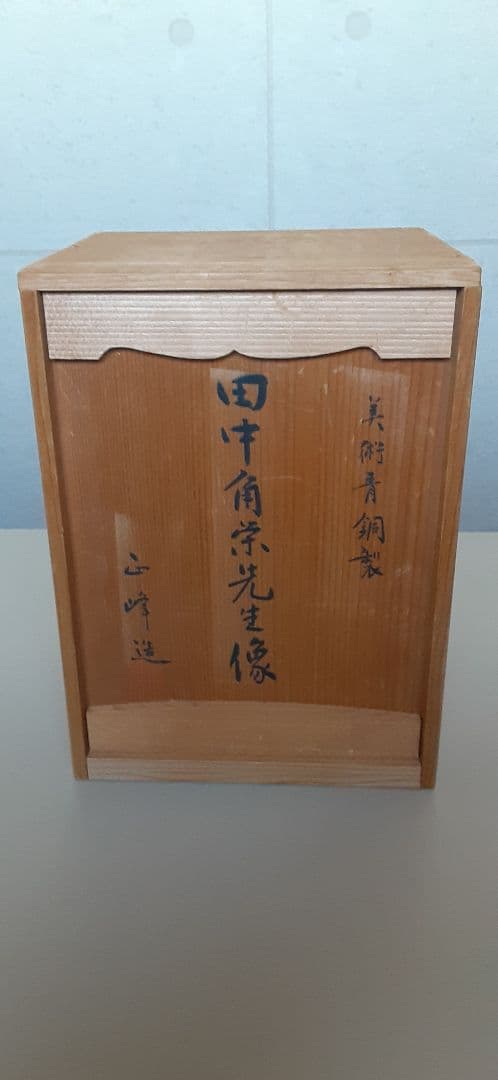 美術青銅製
田中角栄先生像
正峰造